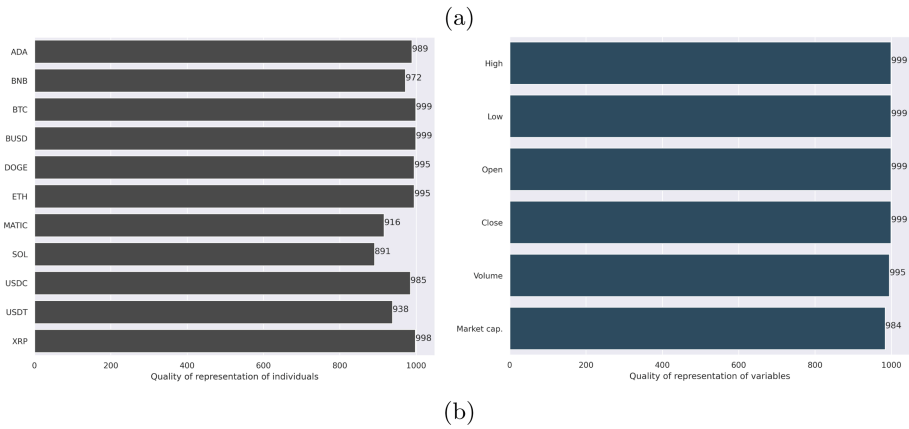 (a)
ADA 989
BNB 972
BTC 999
BUSD 999
DOGE 995
ETH 995
MATIC 916
SOL 891
USDC 985
USDT 938
XRP 998
0 200 400 600 800 1000
Quality of representation of individuals
High 999
Low 999
Open 999
Close 999
Volume 995
Market cap. 984
0 200 400 600 800 1000
Quality of representation of variables
(b)